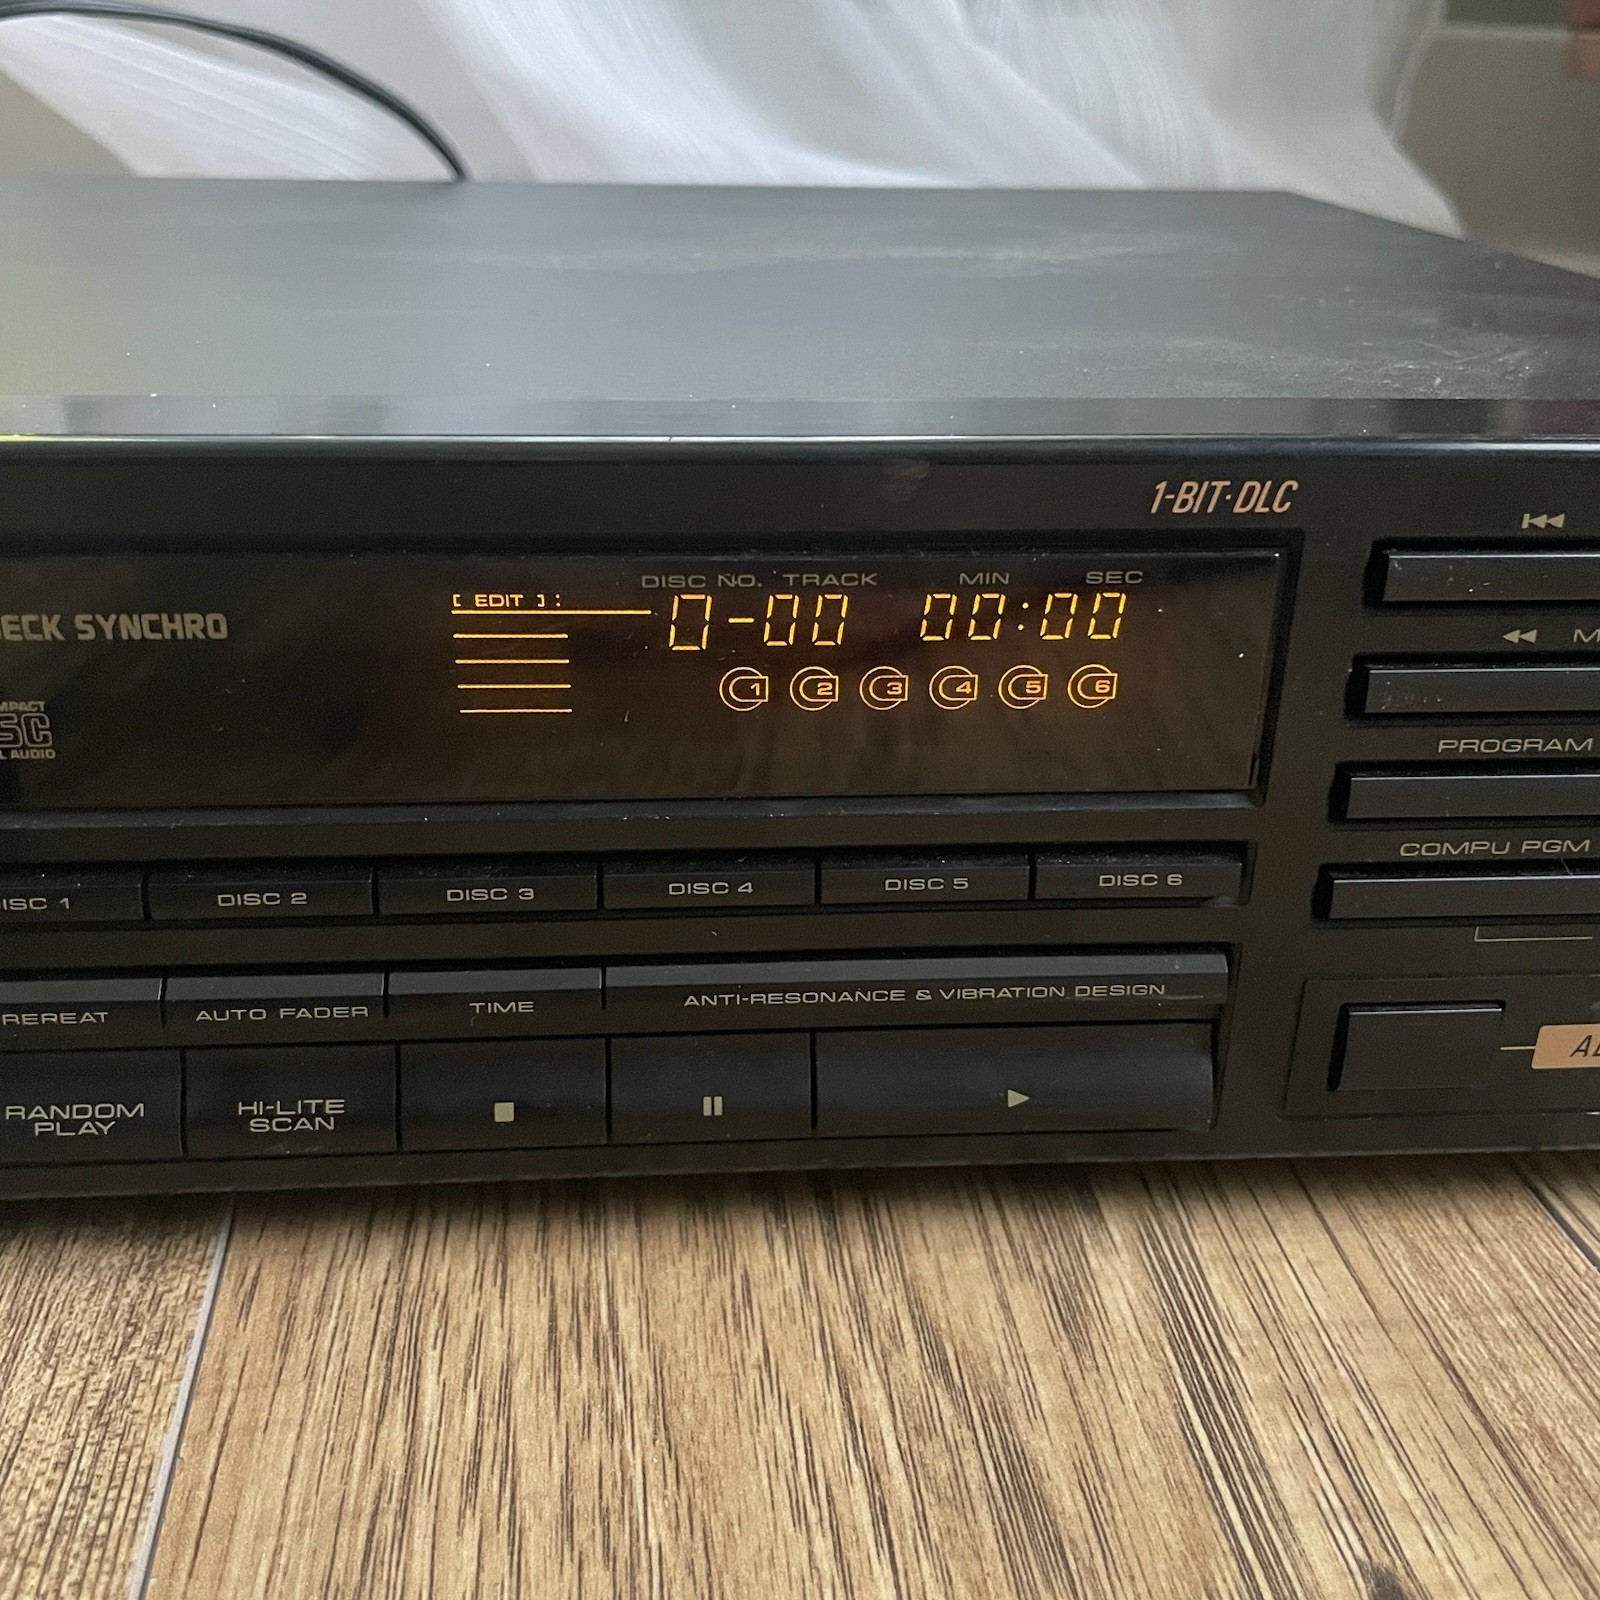 1-BIT·DLC
DISC NO. TRACK MIN SEC
[ EDIT ] :
0-00 00:00
SYNCHRO
1 2 3 4 5 6
AUDIO
PROGRAM
COMPU PGM
1 DISC 2 DISC 3 DISC 4 DISC 5 DISC 6
REPEAT AUTO FADER TIME ANTI-RESONANCE & VIBRATION DESIGN
RANDOM PLAY
HI-LITE SCAN